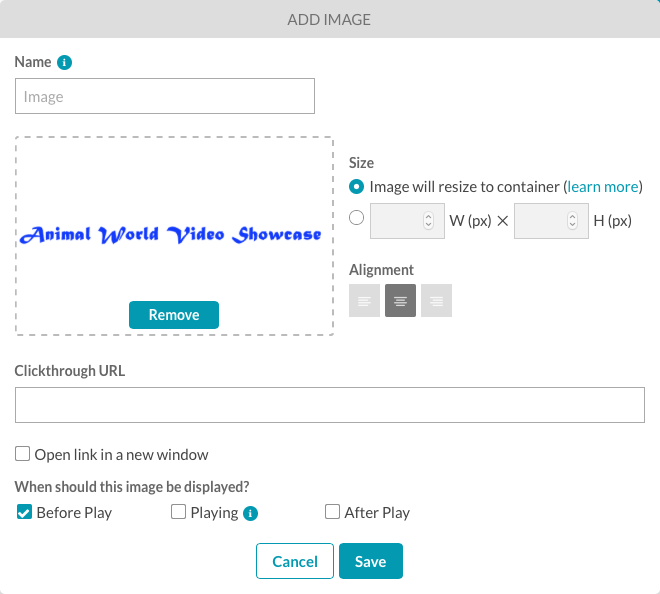 ADD IMAGE
Name
Image
Animal World Video Showcase
Remove
Size
Image will resize to container (learn more)
W (px) × H (px)
Alignment
Clickthrough URL
Open link in a new window
When should this image be displayed?
Before Play Playing After Play
Cancel Save